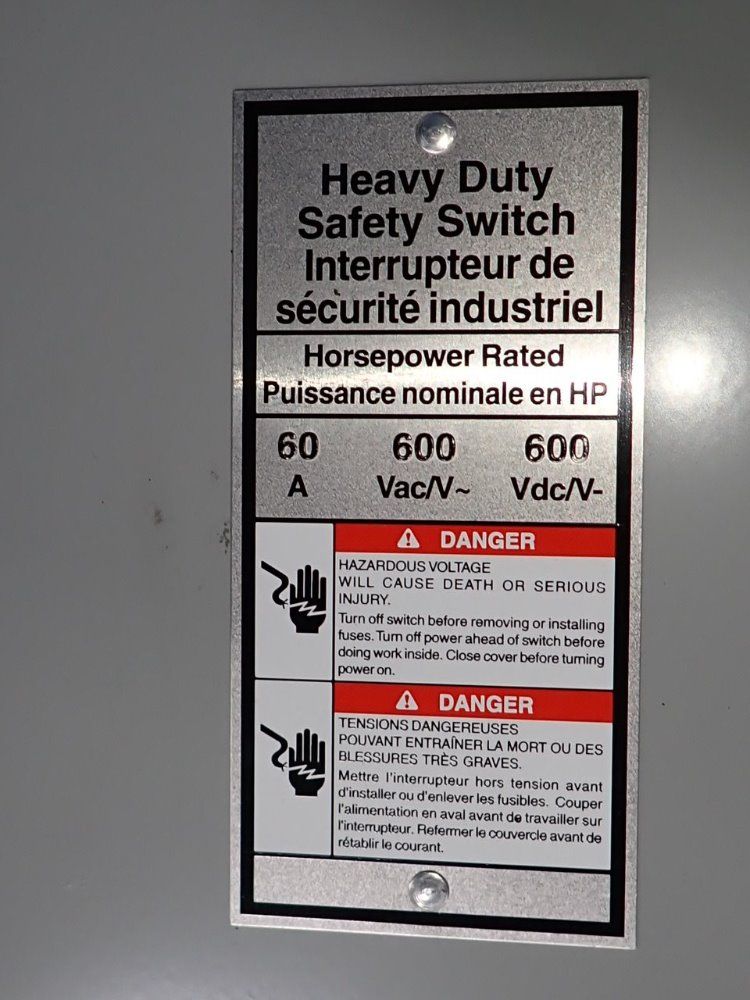 Heavy Duty
Safety Switch
Interrupteur de
sécurité industriel
Horsepower Rated
Puissance nominale en HP
60 600 600
A Vac/V~ Vdc/V-
DANGER
HAZARDOUS VOLTAGE
WILL CAUSE DEATH OR SERIOUS
INJURY.
Turn off switch before removing or installing
fuses. Turn off power ahead of switch before
doing work inside. Close cover before turning
power on.
DANGER
TENSIONS DANGEREUSES
POUVANT ENTRAÎNER LA MORT OU DES
BLESSURES TRÈS GRAVES.
Mettre l'interrupteur hors tension avant
d'installer ou d'enlever les fusibles. Couper
l'alimentation en aval avant de travailler sur
l'interrupteur. Refermer le couvercle avant de
rétablir le courant.